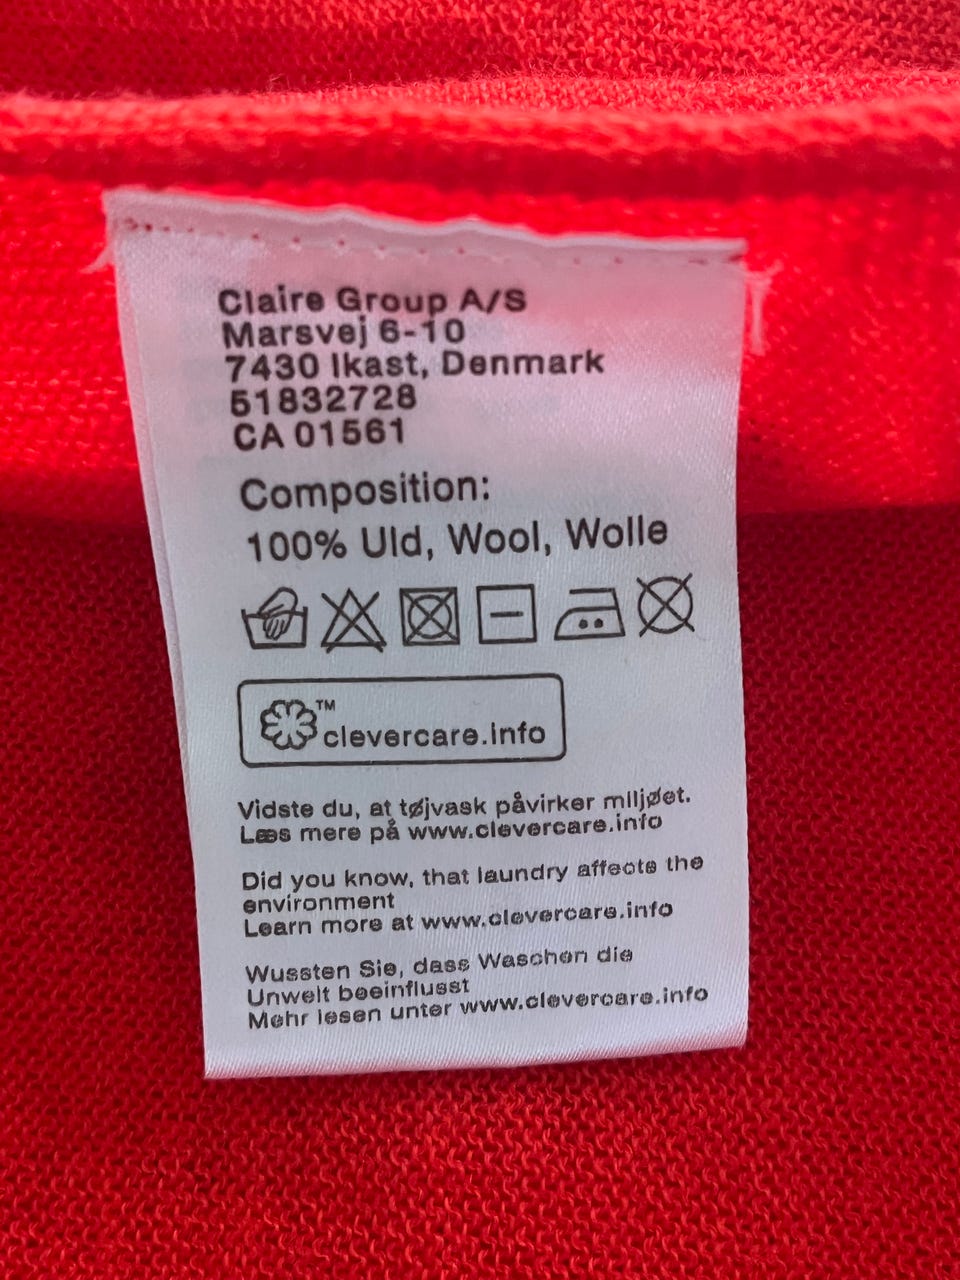 Claire Group A/S
Marsvej 6-10
7430 Ikast, Denmark
51832728
CA 01561
Composition:
100% Uld, Wool, Wolle
™
clevercare.info
Vidste du, at tøjvask påvirker miljøet.
Læs mere på www.clevercare.info
Did you know, that laundry affects the
environment
Learn more at www.clevercare.info
Wussten Sie, dass Waschen die
Unwelt beeinflusst
Mehr lesen unter www.clevercare.info